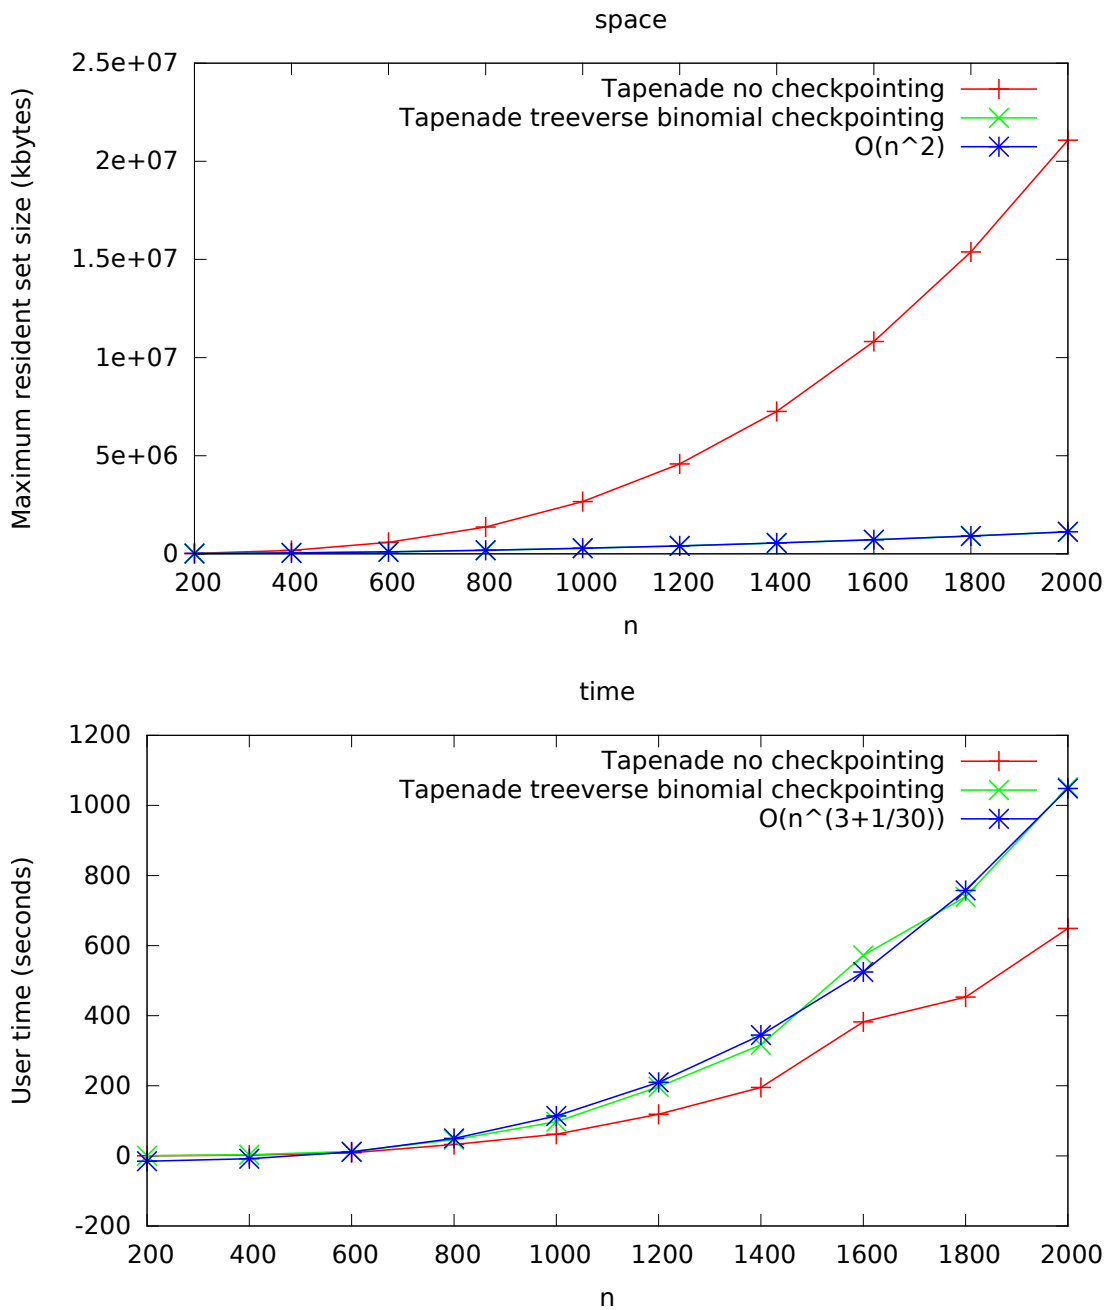 space
2.5e+07
2e+07
1.5e+07
1e+07
5e+06
0
Maximum resident set size (kbytes)
Tapenade no checkpointing
Tapenade treeverse binomial checkpointing
O(n^2)
200 400 600 800 1000 1200 1400 1600 1800 2000
n
time
1200
1000
800
600
400
200
0
-200
User time (seconds)
Tapenade no checkpointing
Tapenade treeverse binomial checkpointing
O(n^(3+1/30))
200 400 600 800 1000 1200 1400 1600 1800 2000
n